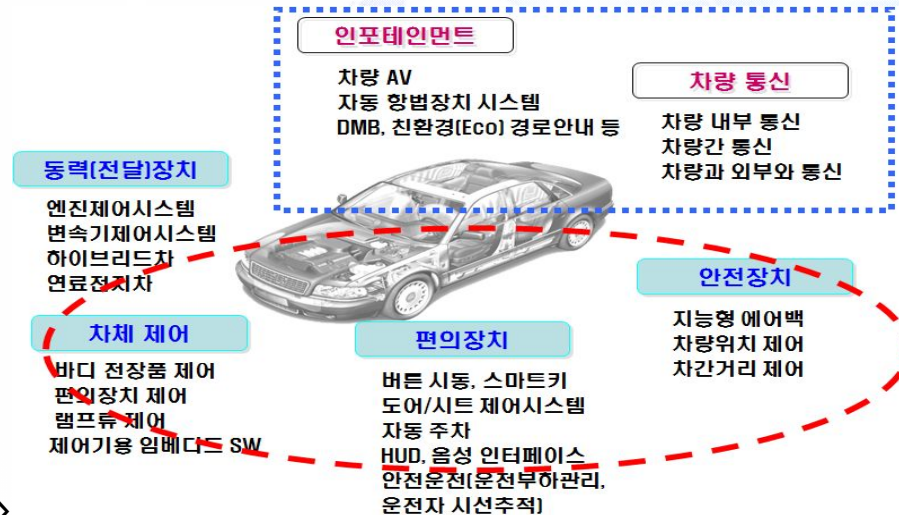 인포테인먼트
차량 AV
자동 항법장치 시스템
DMB, 친환경(Eco) 경로안내 등
차량 통신
차량 내부 통신
차량간 통신
차량과 외부와 통신
동력(전달)장치
엔진제어시스템
변속기제어시스템
하이브리드차
연료전지차
안전장치
지능형 에어백
차량위치 제어
차간거리 제어
차체 제어
바디 전장품 제어
편의장치 제어
램프류 제어
제어기용 임베디드 SW
편의장치
버튼 시동, 스마트키
도어/시트 제어시스템
자동 주차
HUD, 음성 인터페이스
안전운전(운전부하관리,
운전자 시선추적)